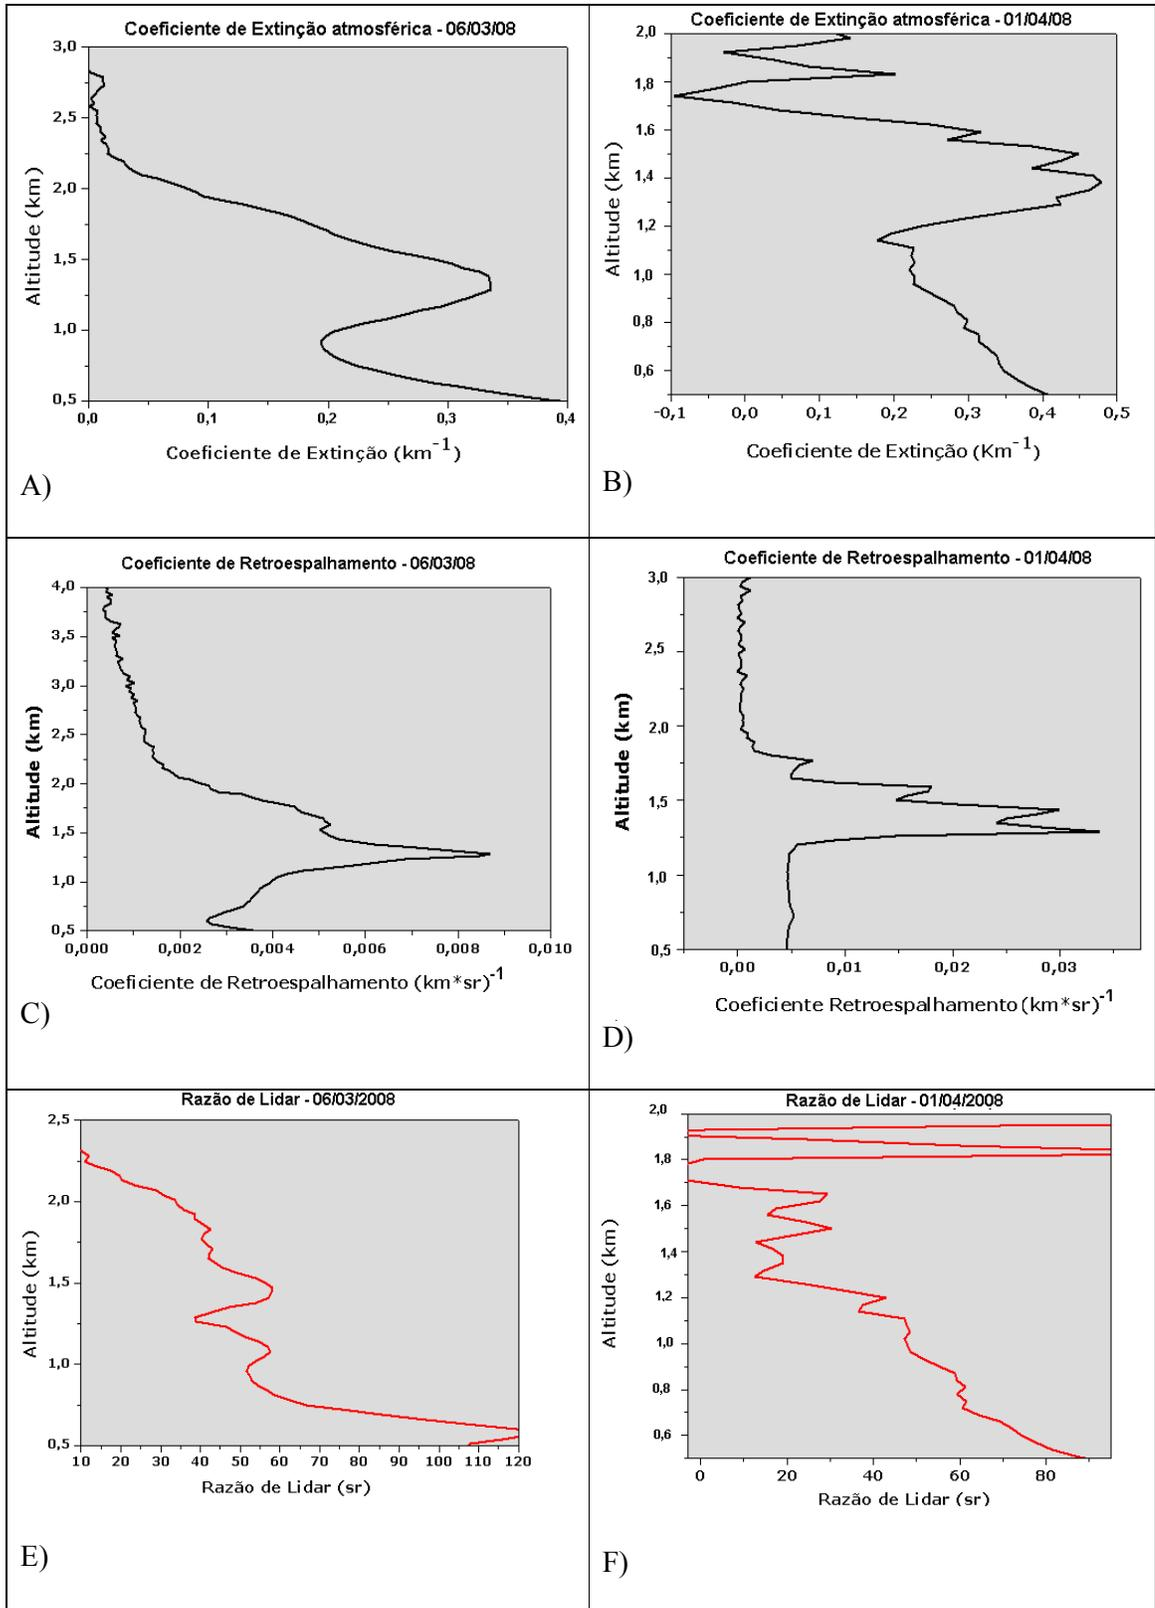 Coeficiente de Extinção atmosférica - 06/03/08
3,0
2,5
2,0
1,5
1,0
0,5
Altitude (km)
0,0 0,1 0,2 0,3 0,4
Coeficiente de Extinção (km⁻¹)
A)
Coeficiente de Extinção atmosférica - 01/04/08
2,0
1,8
1,6
1,4
1,2
1,0
0,8
0,6
Altitude (km)
-0,1 0,0 0,1 0,2 0,3 0,4 0,5
Coeficiente de Extinção (Km⁻¹)
B)
Coeficiente de Retroespalhamento - 06/03/08
4,0
3,5
3,0
2,5
2,0
1,5
1,0
0,5
Altitude (km)
0,000 0,002 0,004 0,006 0,008 0,010
Coeficiente de Retroespalhamento (km*sr)⁻¹
C)
Coeficiente de Retroespalhamento - 01/04/08
3,0
2,5
2,0
1,5
1,0
0,5
Altitude (km)
0,00 0,01 0,02 0,03
Coeficiente Retroespalhamento (km*sr)⁻¹
D)
Razão de Lidar - 06/03/2008
2,5
2,0
1,5
1,0
0,5
Altitude (km)
10 20 30 40 50 60 70 80 90 100 110 120
Razão de Lidar (sr)
E)
Razão de Lidar - 01/04/2008
2,0
1,8
1,6
1,4
1,2
1,0
0,8
0,6
Altitude (km)
0 20 40 60 80
Razão de Lidar (sr)
F)